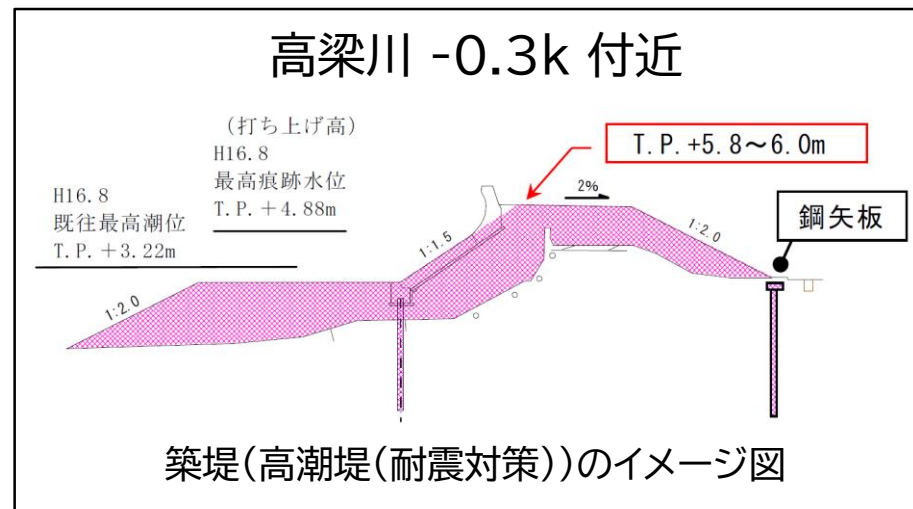 高梁川 -0.3k 付近
(打ち上げ高)
H16.8
最高痕跡水位
T.P.+4.88m
H16.8
既往最高潮位
T.P.+3.22m
T.P.+5.8~6.0m
2%
1:1.5
1:2.0
鋼矢板
1:2.0
築堤(高潮堤(耐震対策))のイメージ図